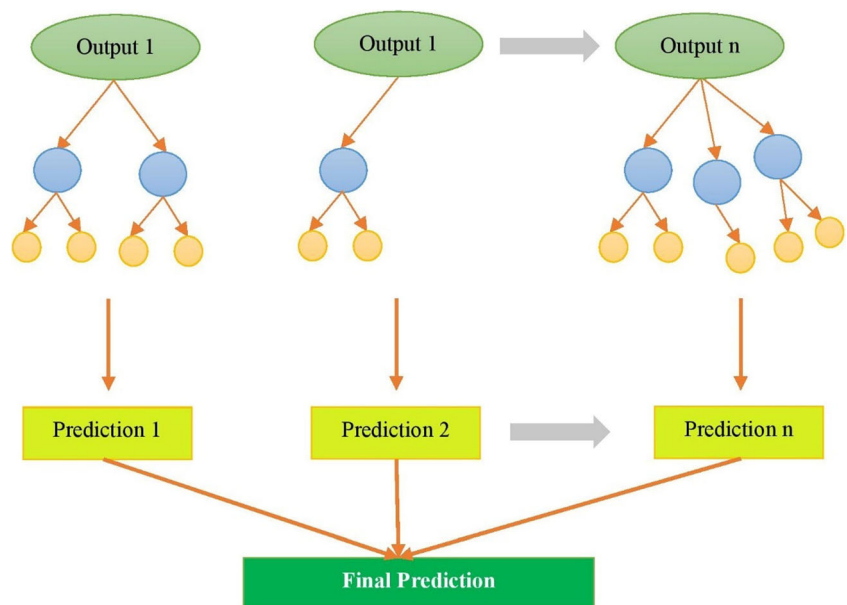 Output 1
Output 1
Output n
Prediction 1
Prediction 2
Prediction n
Final Prediction